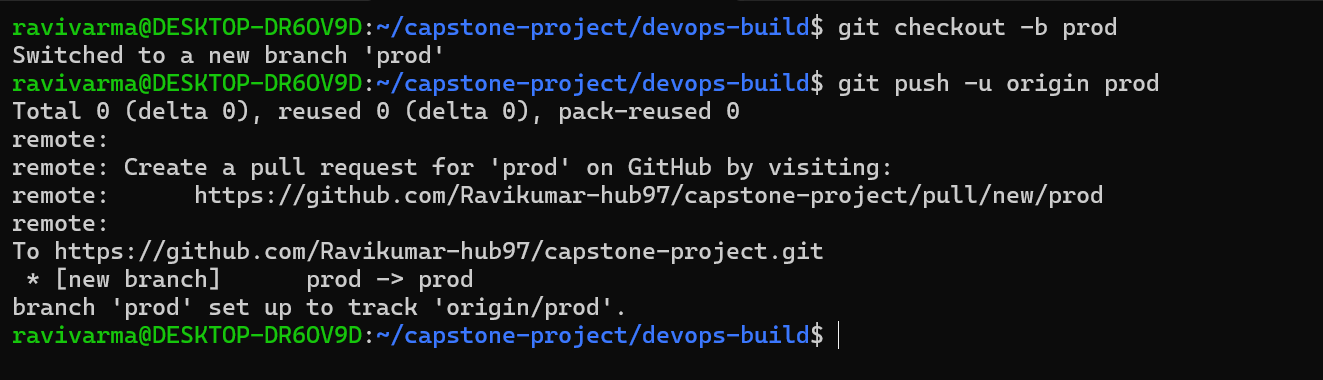 ravivarma@DESKTOP-DR6OV9D:~/capstone-project/devops-build$ git checkout -b prod
Switched to a new branch 'prod'
ravivarma@DESKTOP-DR6OV9D:~/capstone-project/devops-build$ git push -u origin prod
Total 0 (delta 0), reused 0 (delta 0), pack-reused 0
remote:
remote: Create a pull request for 'prod' on GitHub by visiting:
remote:      https://github.com/Ravikumar-hub97/capstone-project/pull/new/prod
remote:
To https://github.com/Ravikumar-hub97/capstone-project.git
 * [new branch]      prod -> prod
branch 'prod' set up to track 'origin/prod'.
ravivarma@DESKTOP-DR6OV9D:~/capstone-project/devops-build$